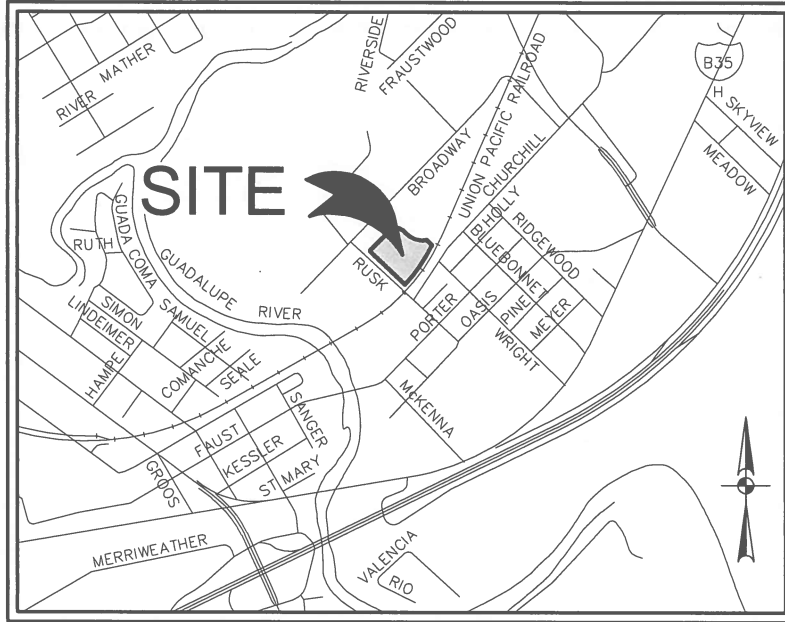 RIVER
MATHER
RIVERSIDE
FRAUSTWOOD
B35
H
SKYVIEW
MEADOW
BROADWAY
UNION PACIFIC RAILROAD
CHURCHILL
SITE
HOLLY
B
RIDGEWOOD
BLUEBONNET
RUTH
GUADA COMA
GUADALUPE
RIVER
RUSK
PORTER
OASIS
PINE
MEYER
WRIGHT
SIMON
LINDEIMER
SAMUEL
COMANCHE
SEALE
HAMPE
McKENNA
SANGER
FAUST
KESSLER
ST MARY
GROOS
MERRIWEATHER
VALENCIA
RIO